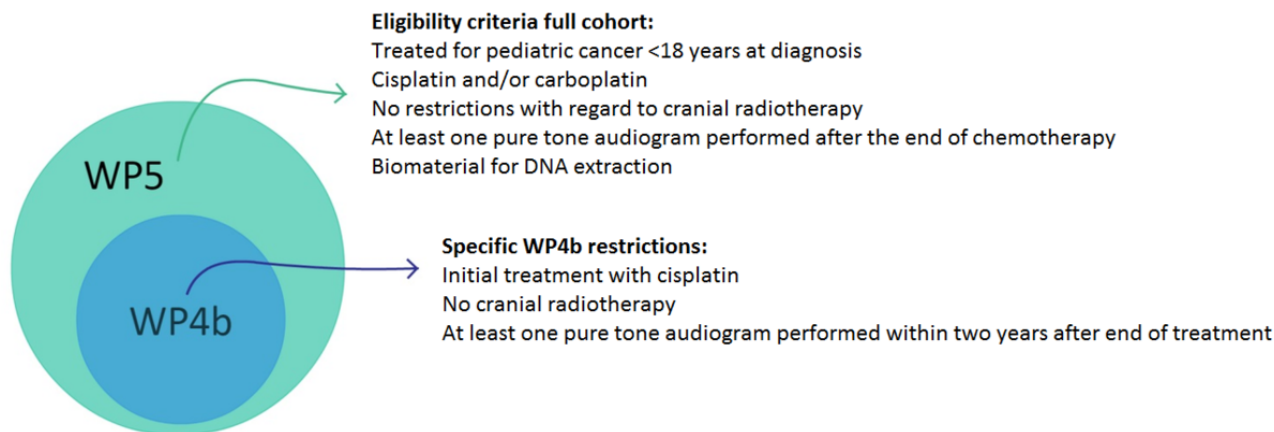 Eligibility criteria full cohort:
Treated for pediatric cancer <18 years at diagnosis
Cisplatin and/or carboplatin
No restrictions with regard to cranial radiotherapy
At least one pure tone audiogram performed after the end of chemotherapy
Biomaterial for DNA extraction
WP5
Specific WP4b restrictions:
Initial treatment with cisplatin
No cranial radiotherapy
At least one pure tone audiogram performed within two years after end of treatment
WP4b